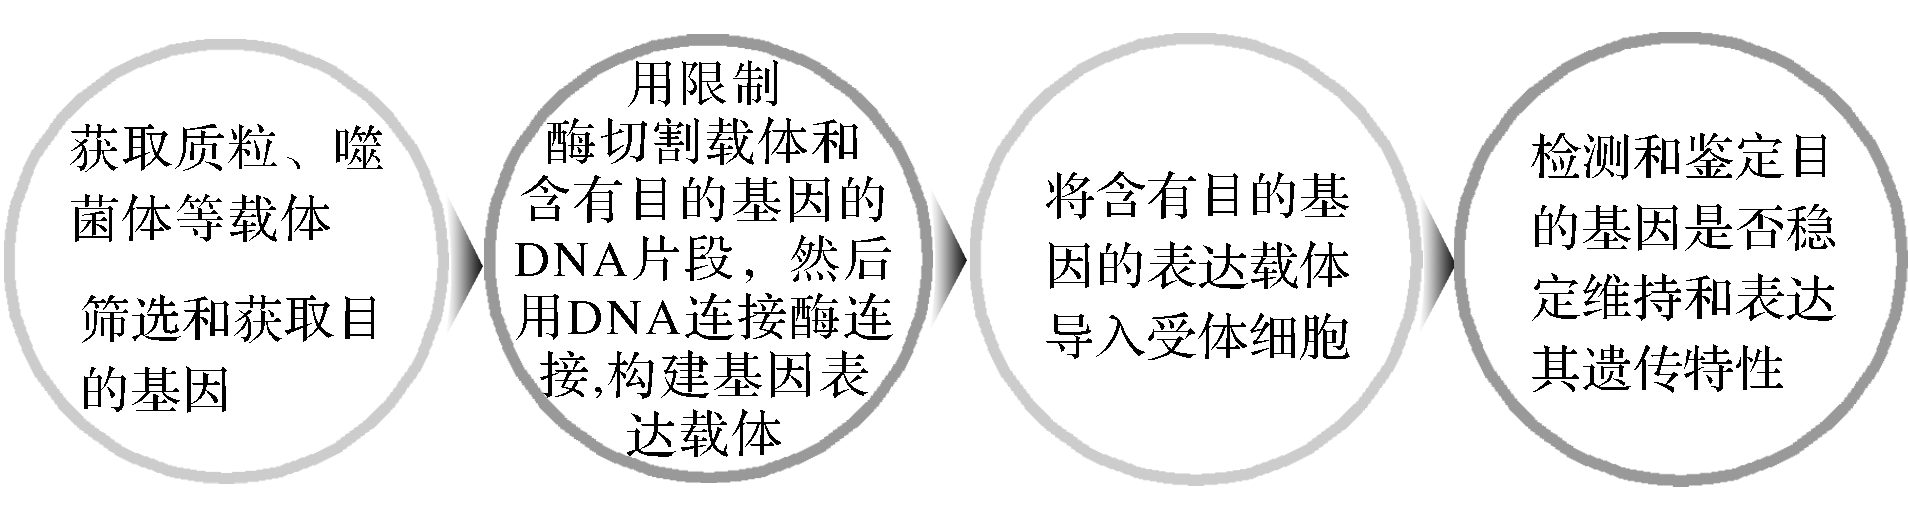 获取质粒、噬
菌体等载体
筛选和获取目
的基因
用限制
酶切割载体和
含有目的基因的
DNA片段，然后
用DNA连接酶连
接,构建基因表
达载体
将含有目的基
因的表达载体
导入受体细胞
检测和鉴定目
的基因是否稳
定维持和表达
其遗传特性